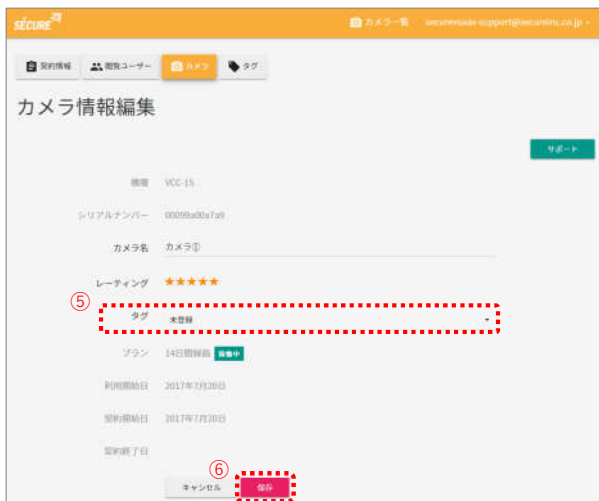 SECURE
カメラ一覧 securevsaas-support@secureinc.co.jp
契約情報 閲覧ユーザー カメラ タグ
カメラ情報編集
サポート
機種 VCC-1S
シリアルナンバー 00099a00a7a9
カメラ名 カメラ①
レーティング ★★★★★
⑤
タグ 未登録
プラン 14日間録画 稼働中
利用開始日 2017年7月20日
契約開始日 2017年7月20日
契約終了日
⑥
キャンセル 保存